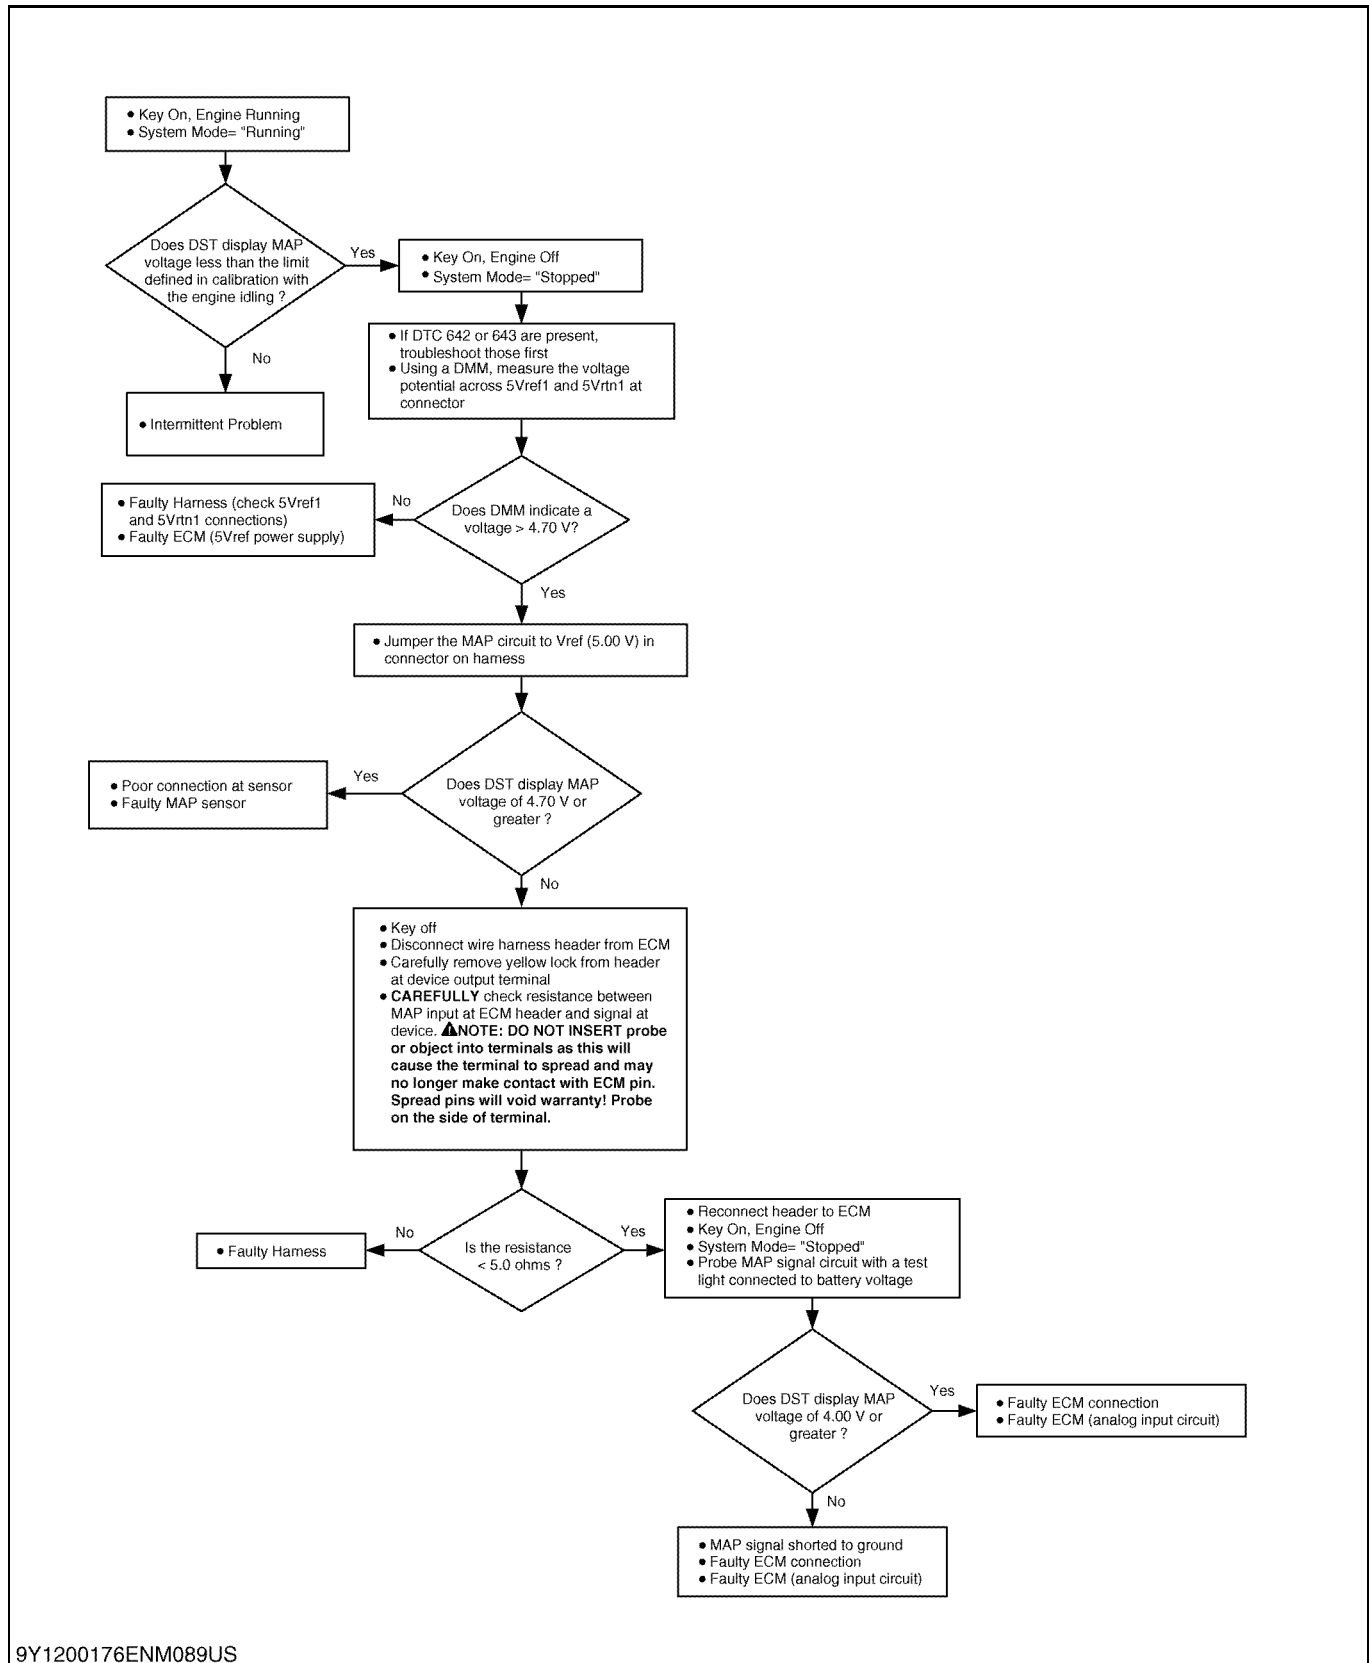 ● Key On, Engine Running
● System Mode= "Running"
Does DST display MAP
voltage less than the limit
defined in calibration with
the engine idling ?
Yes
● Key On, Engine Off
● System Mode= "Stopped"
No
● If DTC 642 or 643 are present,
troubleshoot those first
● Using a DMM, measure the voltage
potential across 5Vref1 and 5Vrtn1 at
connector
● Intermittent Problem
Does DMM indicate a
voltage > 4.70 V?
No
● Faulty Harness (check 5Vref1
and 5Vrtn1 connections)
● Faulty ECM (5Vref power supply)
Yes
● Jumper the MAP circuit to Vref (5.00 V) in
connector on harness
Does DST display MAP
voltage of 4.70 V or
greater ?
Yes
● Poor connection at sensor
● Faulty MAP sensor
No
● Key off
● Disconnect wire harness header from ECM
● Carefully remove yellow lock from header
at device output terminal
● CAREFULLY check resistance between
MAP input at ECM header and signal at
device. ⚠NOTE: DO NOT INSERT probe
or object into terminals as this will
cause the terminal to spread and may
no longer make contact with ECM pin.
Spread pins will void warranty! Probe
on the side of terminal.
Is the resistance
< 5.0 ohms ?
No
● Faulty Harness
Yes
● Reconnect header to ECM
● Key On, Engine Off
● System Mode= "Stopped"
● Probe MAP signal circuit with a test
light connected to battery voltage
Does DST display MAP
voltage of 4.00 V or
greater ?
Yes
● Faulty ECM connection
● Faulty ECM (analog input circuit)
No
● MAP signal shorted to ground
● Faulty ECM connection
● Faulty ECM (analog input circuit)
9Y1200176ENM089US